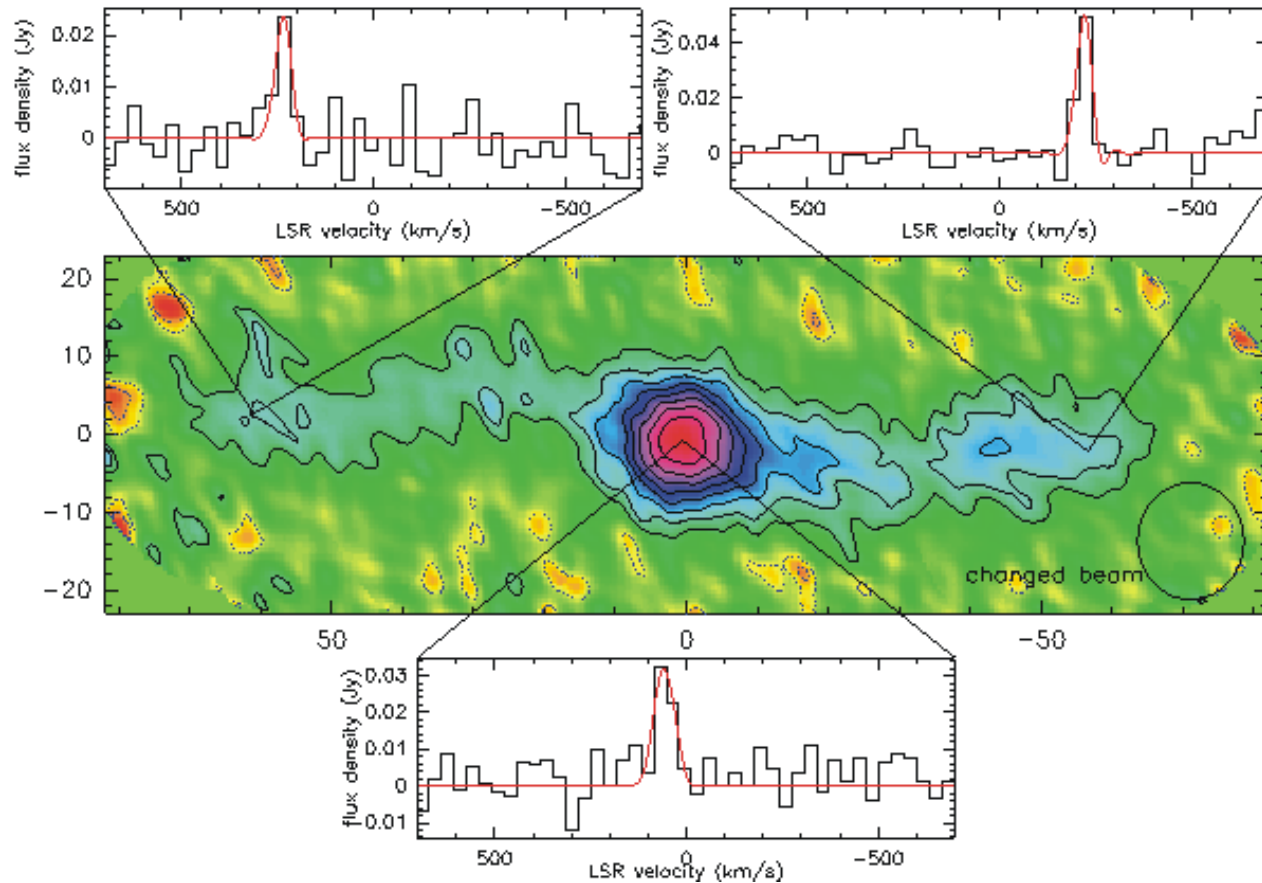 flux density (Jy)
0.02
0.01
0
500 0 -500
LSR velocity (km/s)
flux density (Jy)
0.04
0.02
0
500 0 -500
LSR velocity (km/s)
20
10
0
-10
-20
changed beam
50 0 -50
flux density (Jy)
0.03
0.02
0.01
0
-0.01
500 0 -500
LSR velocity (km/s)